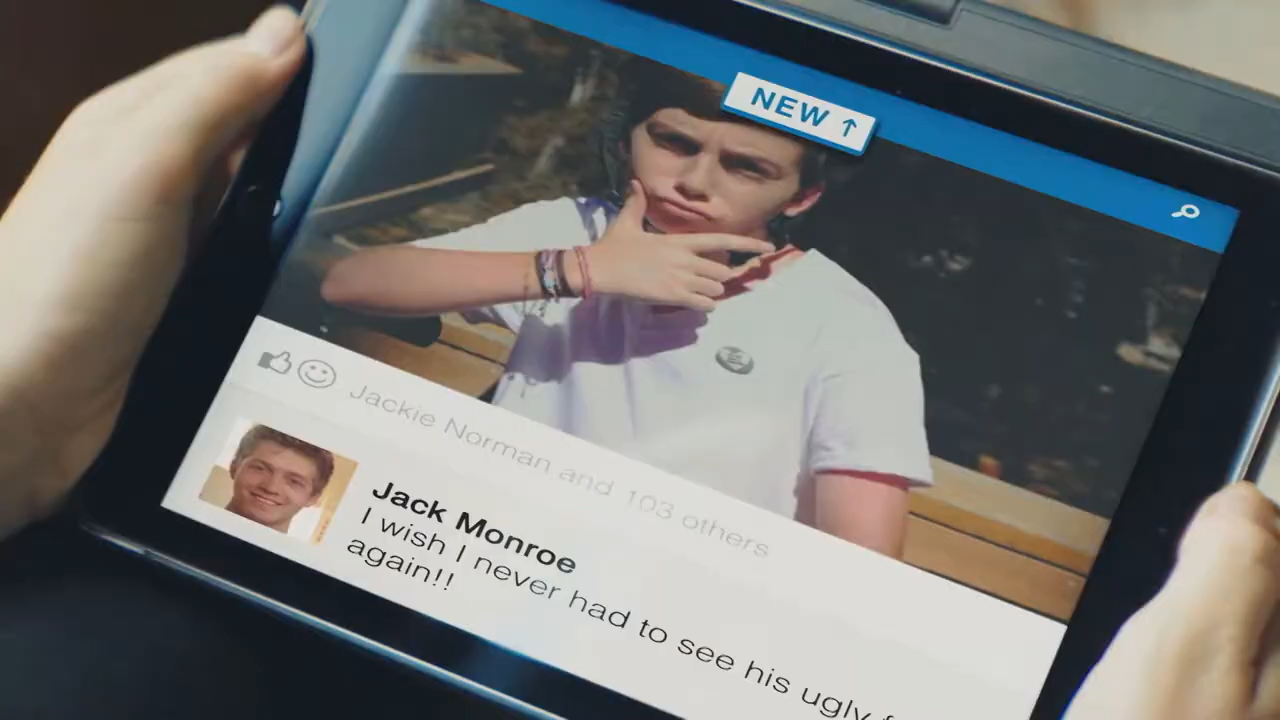 NEW ↑
Jackie Norman and 103 others
Jack Monroe
I wish I never had to see his ugly
again!!